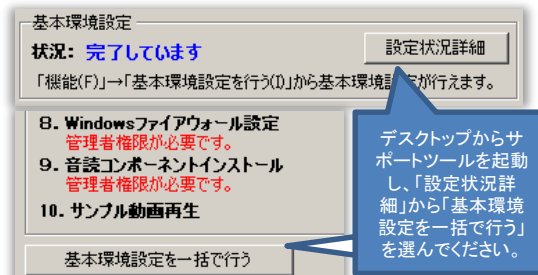 基本環境設定
状況: 完了しています
設定状況詳細
「機能(F)」→「基本環境設定を行う(I)」から基本環境設定が行えます。
8. Windowsファイアウォール設定
管理者権限が必要です。
9. 音読コンポーネントインストール
管理者権限が必要です。
10. サンプル動画再生
基本環境設定を一括で行う
デスクトップからサ
ポートツールを起動
し、「設定状況詳
細」から「基本環境
設定を一括で行う」
を選んでください。